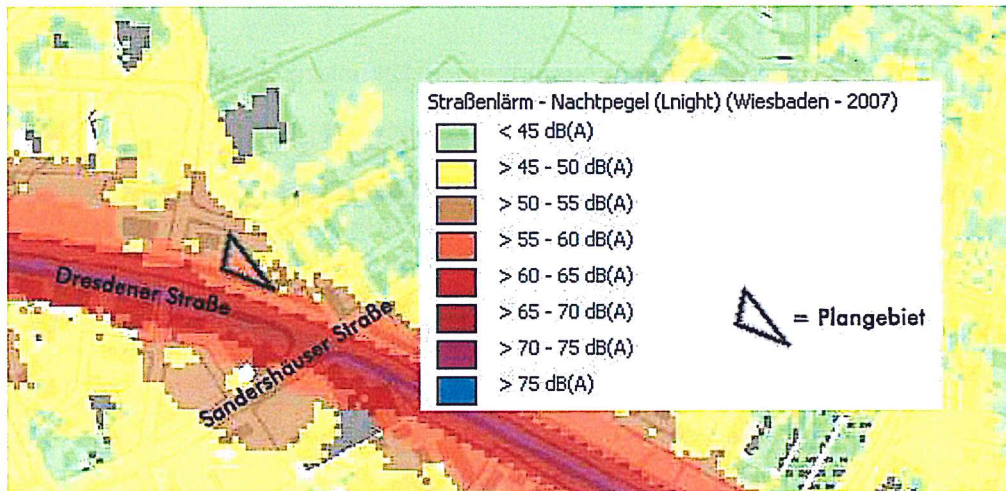 Straßenlärm - Nachtpegel (Lnight) (Wiesbaden - 2007)
< 45 dB(A)
> 45 - 50 dB(A)
> 50 - 55 dB(A)
> 55 - 60 dB(A)
> 60 - 65 dB(A)
> 65 - 70 dB(A)
> 70 - 75 dB(A)
> 75 dB(A)
= Plangebiet
Dresdener Straße
Sandershäuser Straße